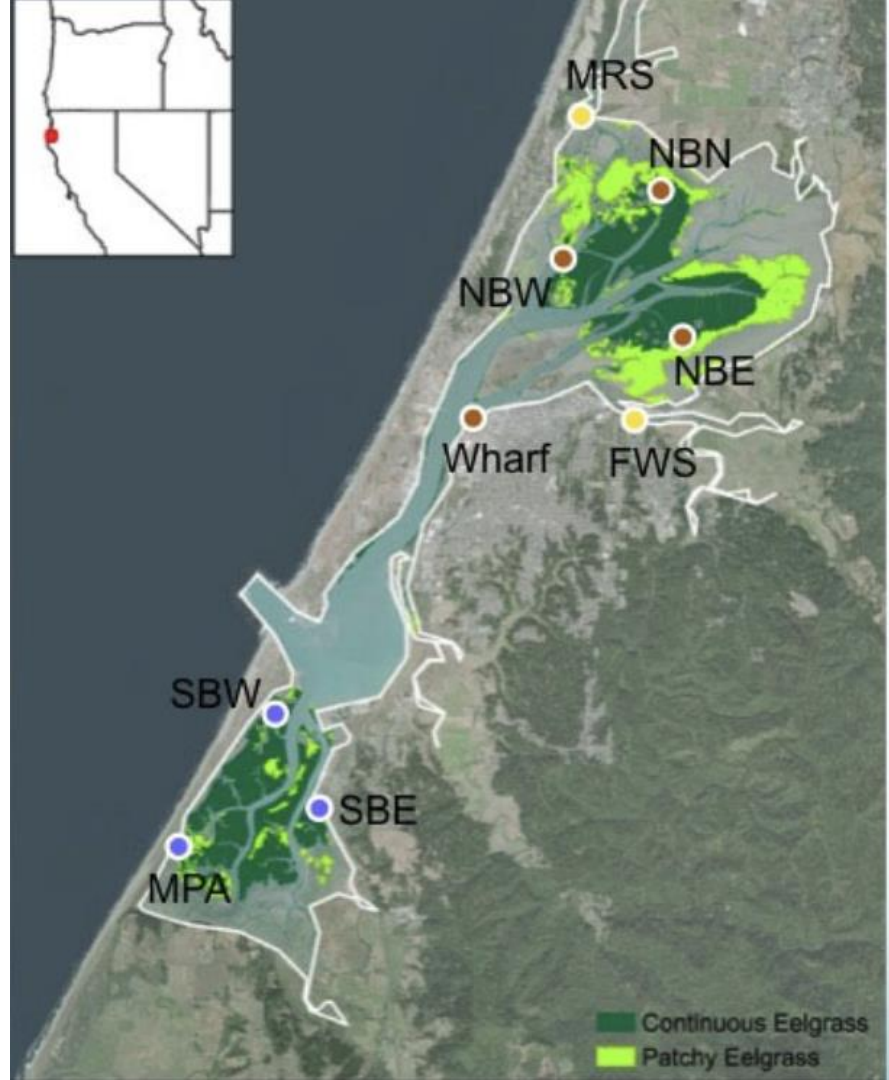 MRS
NBN
NBW
NBE
Wharf
FWS
SBW
SBE
MPA
Continuous Eelgrass
Patchy Eelgrass